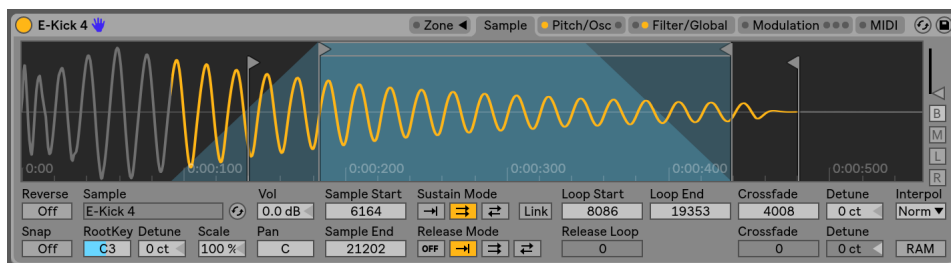 E-Kick 4 Zone Sample Pitch/Osc Filter/Global Modulation MIDI
B
M
L
R
0:00 0:00:100 0:00:200 0:00:300 0:00:400 0:00:500
Reverse Sample Vol Sample Start Sustain Mode Loop Start Loop End Crossfade Detune Interpol
Off E-Kick 4 0.0 dB 6164 Link 8086 19353 4008 0 ct Norm
Snap RootKey Detune Scale Pan Sample End Release Mode Release Loop Crossfade Detune
Off C3 0 ct 100 % C 21202 OFF 0 0 0 ct RAM